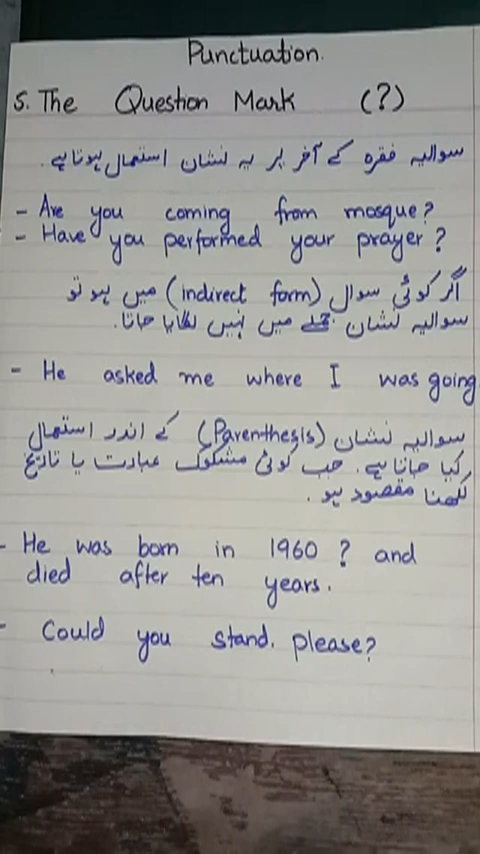 Punctuation.
5. The Question Mark (?)
سوالیہ فقرہ کے آخر پر یہ نشان استعمال ہوتا ہے.
- Are you coming from mosque?
- Have you performed your prayer?
اگر کوئی سوال (indirect form) میں ہو تو
سوالیہ نشان جملے میں نہیں لگایا جاتا.
- He asked me where I was going
سوالیہ نشان (Parenthesis) کے اندر استعمال
کیا جاتا ہے. جب کوئی مشکوک عبادت یا تاریخ
لکھنا مقصود ہو.
- He was born in 1960 ? and
died after ten years.
- Could you stand. please?